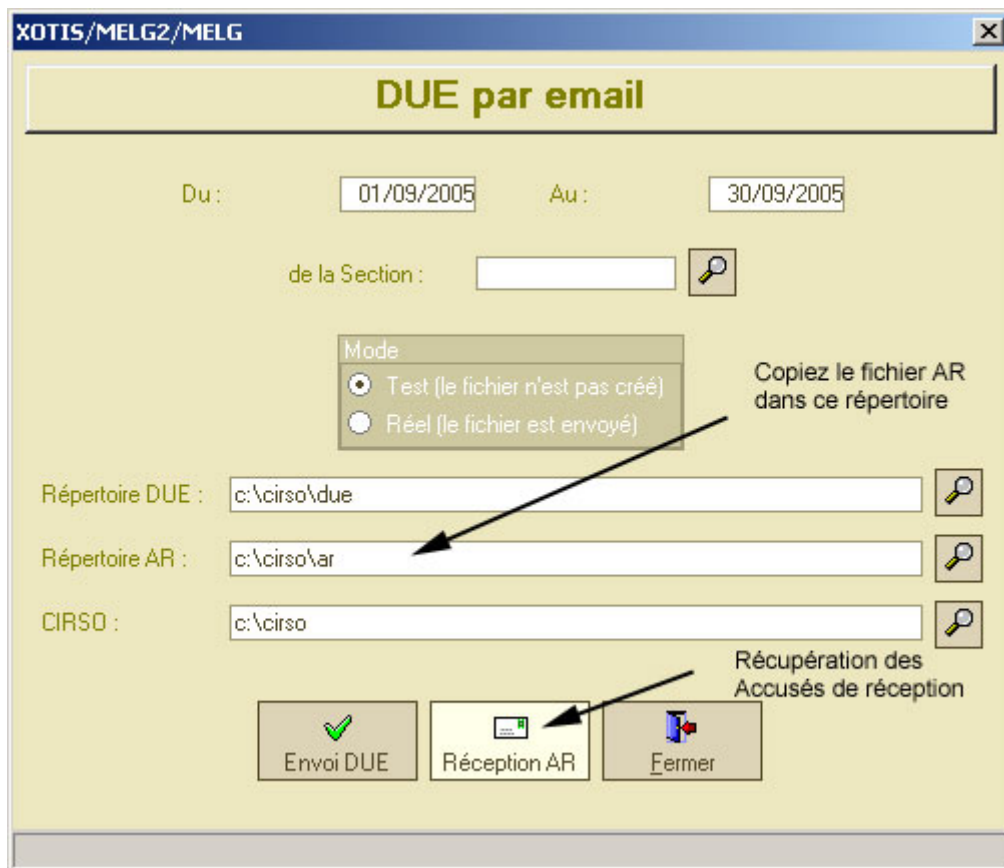 XOTIS/MELG2/MELG
DUE par email
Du : 01/09/2005 Au : 30/09/2005
de la Section :
Mode
Test (le fichier n'est pas créé)
Réel (le fichier est envoyé)
Copiez le fichier AR
dans ce répertoire
Répertoire DUE : c:\cirso\due
Répertoire AR : c:\cirso\ar
CIRSO : c:\cirso
Récupération des
Accusés de réception
Envoi DUE Réception AR Fermer